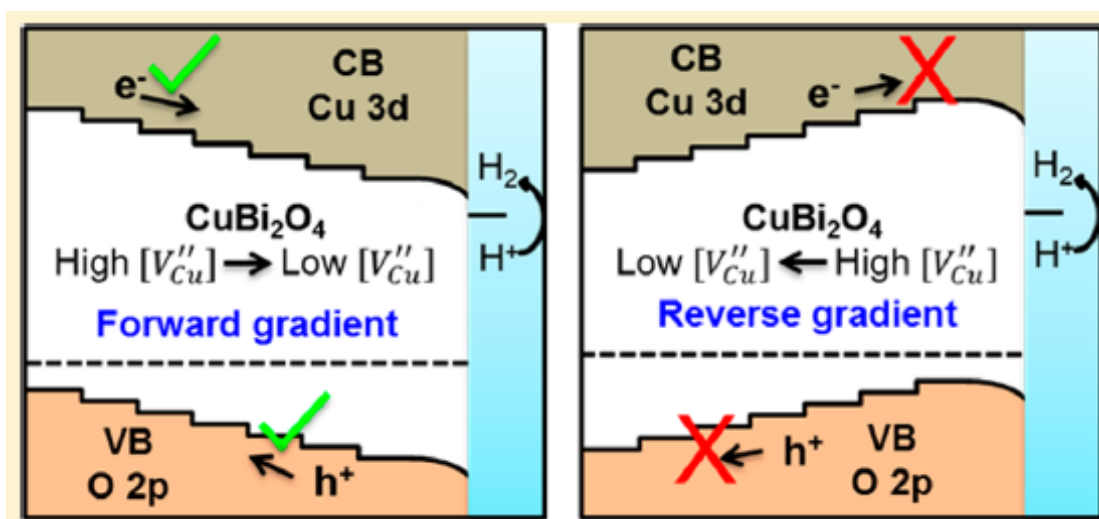 e⁻
CB
Cu 3d
H₂
H⁺
CuBi₂O₄
High [V''Cu] → Low [V''Cu]
Forward gradient
VB
O 2p
h⁺
CB
Cu 3d
e⁻
H₂
H⁺
CuBi₂O₄
Low [V''Cu] ← High [V''Cu]
Reverse gradient
h⁺
VB
O 2p